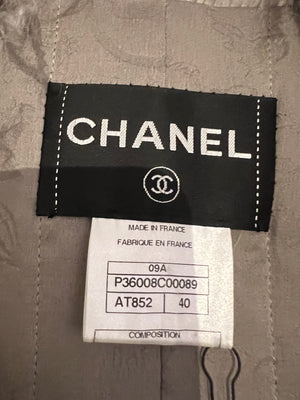 CHANEL
MADE IN FRANCE
FABRIQUE EN FRANCE
09A
P36008C00089
AT852 40
COMPOSITION